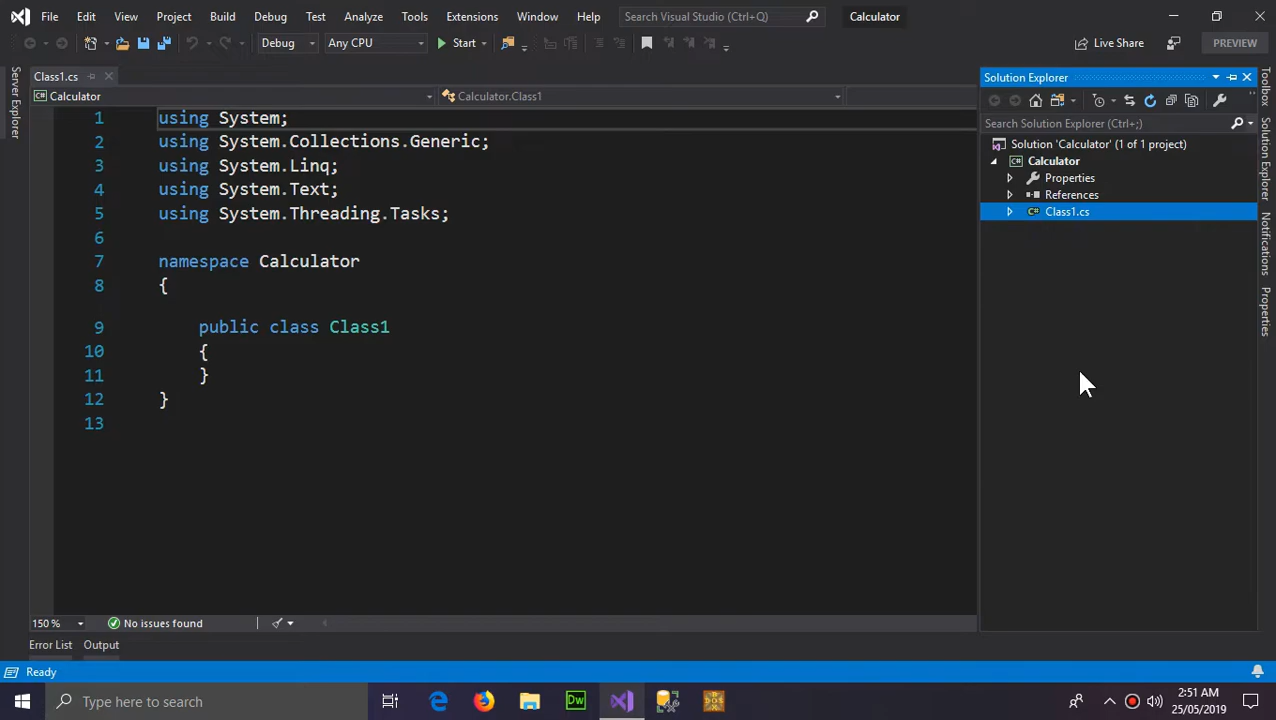 File Edit View Project Build Debug Test Analyze Tools Extensions Window Help Search Visual Studio (Ctrl+Q) Calculator
Debug Any CPU Start Live Share PREVIEW
Server Explorer
Class1.cs
Calculator Calculator.Class1
1 using System;
2 using System.Collections.Generic;
3 using System.Linq;
4 using System.Text;
5 using System.Threading.Tasks;
6
7 namespace Calculator
8 {
9 public class Class1
10 {
11 }
12 }
13
150 % No issues found
Error List Output
Solution Explorer
Search Solution Explorer (Ctrl+;)
Solution 'Calculator' (1 of 1 project)
C# Calculator
Properties
References
C# Class1.cs
Toolbox
Solution Explorer
Notifications
Properties
Ready
Type here to search
Dw
DOS
2:51 AM
25/05/2019